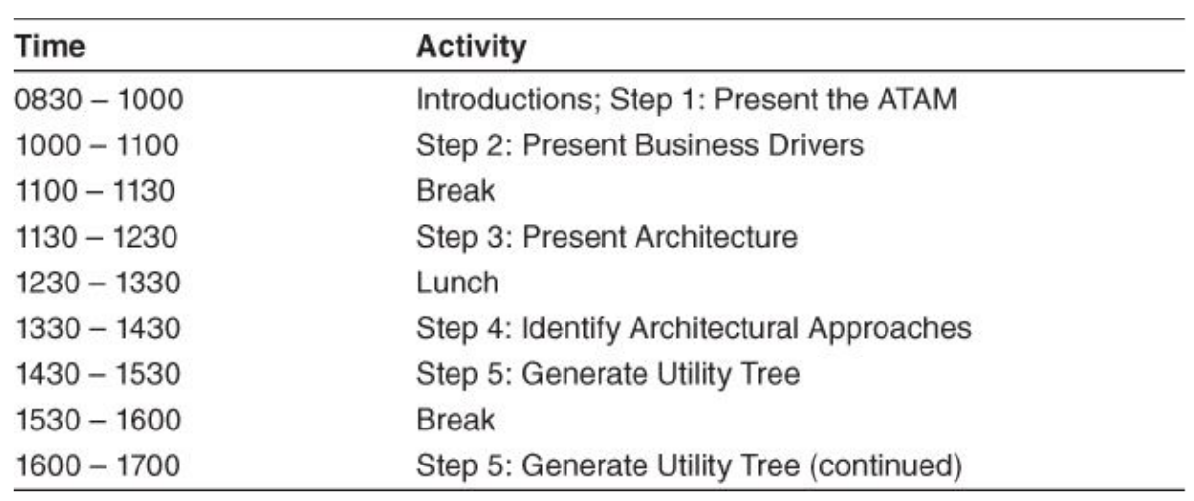 Time Activity
0830 – 1000 Introductions; Step 1: Present the ATAM
1000 – 1100 Step 2: Present Business Drivers
1100 – 1130 Break
1130 – 1230 Step 3: Present Architecture
1230 – 1330 Lunch
1330 – 1430 Step 4: Identify Architectural Approaches
1430 – 1530 Step 5: Generate Utility Tree
1530 – 1600 Break
1600 – 1700 Step 5: Generate Utility Tree (continued)